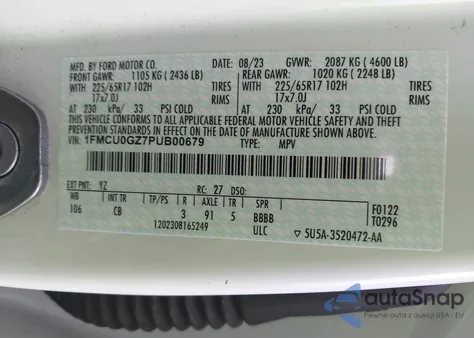 MFD. BY FORD MOTOR CO.
08/23 GVWR: 2087 KG ( 4600 LB)
FRONT GAWR: 1105 KG ( 2436 LB) REAR GAWR: 1020 KG ( 2248 LB)
WITH 225/65R17 102H TIRES WITH 225/65R17 102H TIRES
17x7.0J RIMS 17x7.0J RIMS
AT 230 kPa/ 33 PSI COLD AT 230 kPa/ 33 PSI COLD
THIS VEHICLE CONFORMS TO ALL APPLICABLE FEDERAL MOTOR VEHICLE SAFETY AND
THEFT PREVENTION STANDARDS IN EFFECT ON THE DATE OF MANUFACTURE SHOWN ABOVE.
VIN: 1FMCU0GZ7PUB00679 TYPE: MPV
EXT PNT: YZ RC: 27 DSO:
WB INT TR TP/PS R AXLE TR SPR
106 CB 3 91 5 BBBB
F0122
T0296
1202308165249 ULC ▽ 5U5A-3520472-AA
autoSnap
Pewne auto z USA i EU